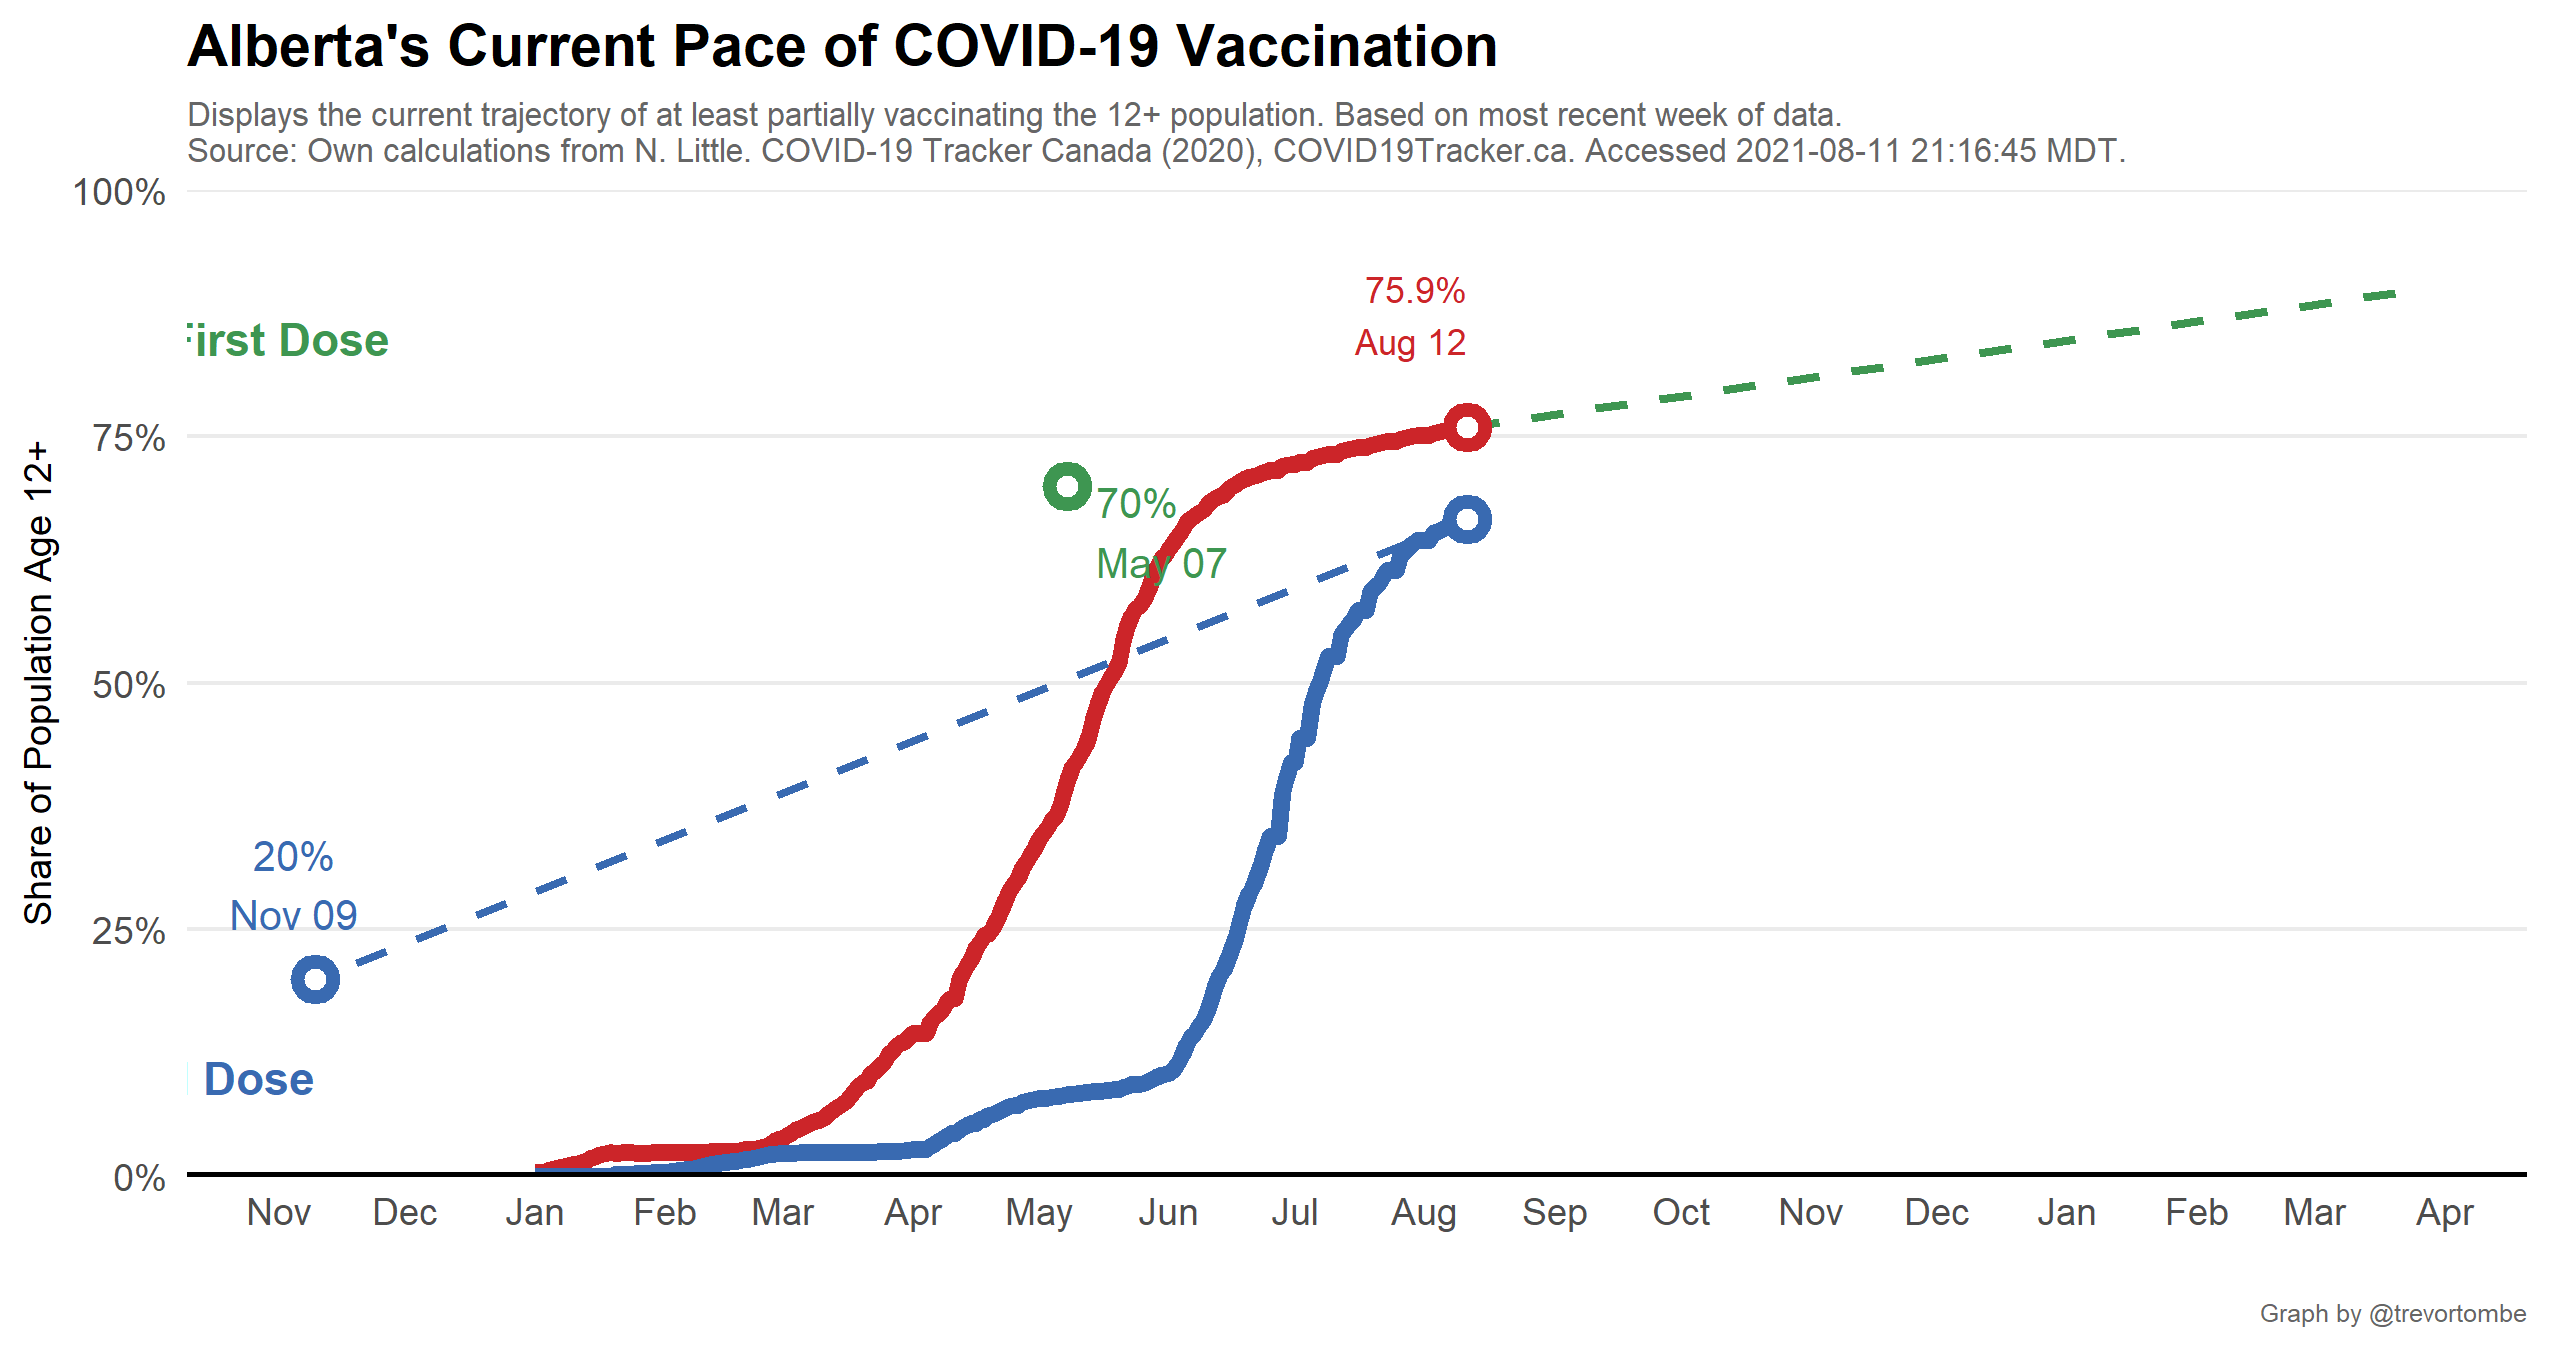 Alberta's Current Pace of COVID-19 Vaccination
Displays the current trajectory of at least partially vaccinating the 12+ population. Based on most recent week of data.
Source: Own calculations from N. Little. COVID-19 Tracker Canada (2020), COVID19Tracker.ca. Accessed 2021-08-11 21:16:45 MDT.
100%
75%
50%
25%
0%
Share of Population Age 12+
First Dose
75.9%
Aug 12
70%
May 07
20%
Nov 09
Dose
Nov Dec Jan Feb Mar Apr May Jun Jul Aug Sep Oct Nov Dec Jan Feb Mar Apr
Graph by @trevortombe